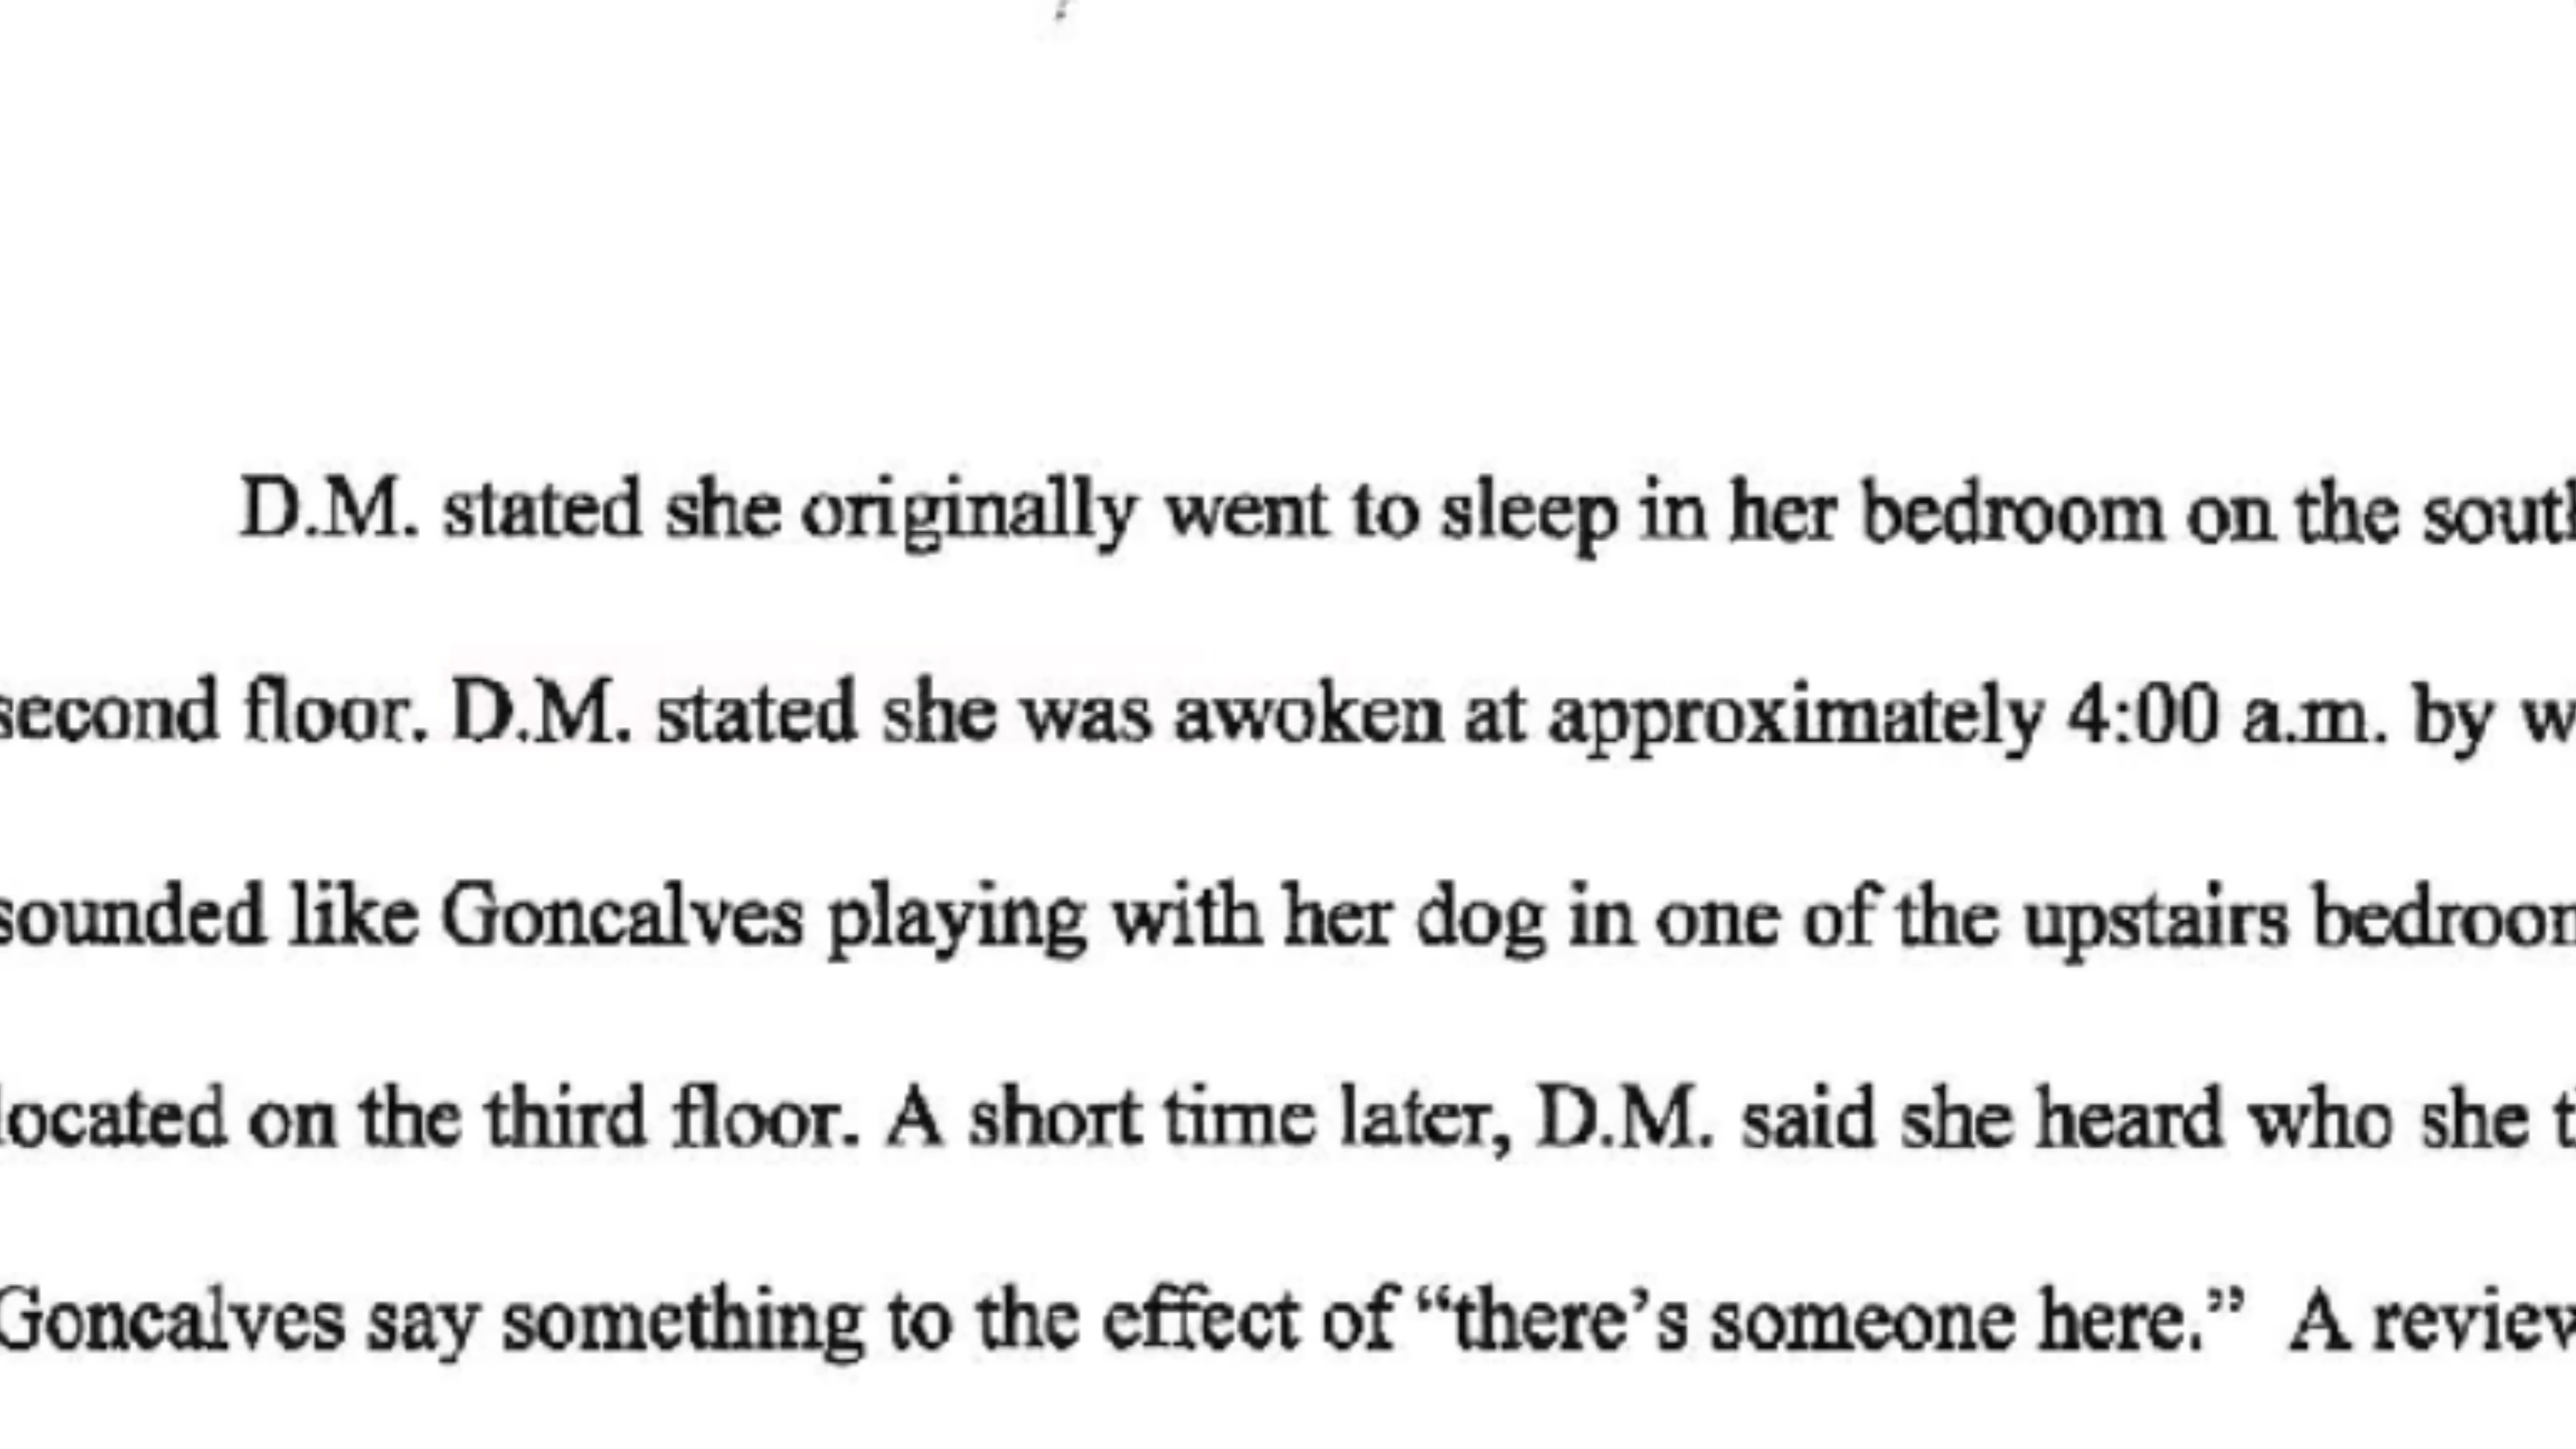 D.M. stated she originally went to sleep in her bedroom on the
second floor. D.M. stated she was awoken at approximately 4:00 a.m. by
sounded like Goncalves playing with her dog in one of the upstairs
located on the third floor. A short time later, D.M. said she heard who she
Goncalves say something to the effect of “there’s someone here.” A